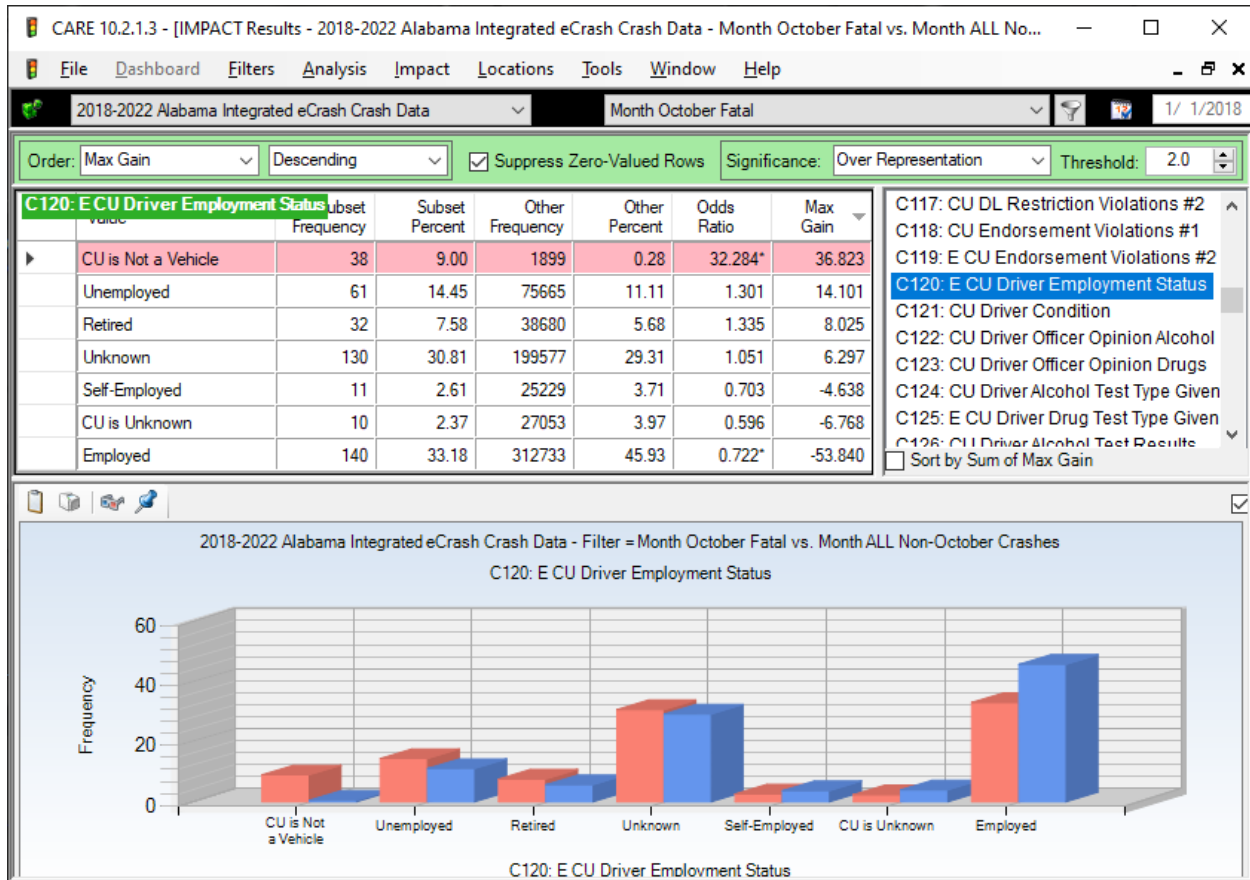 CARE 10.2.1.3 - [IMPACT Results - 2018-2022 Alabama Integrated eCrash Crash Data - Month October Fatal vs. Month ALL No...
File Dashboard Filters Analysis Impact Locations Tools Window Help
2018-2022 Alabama Integrated eCrash Crash Data Month October Fatal 1/ 1/2018
Order: Max Gain Descending Suppress Zero-Valued Rows Significance: Over Representation Threshold: 2.0
C120: E CU Driver Employment Status
Subset Frequency Subset Percent Other Frequency Other Percent Odds Ratio Max Gain
CU is Not a Vehicle 38 9.00 1899 0.28 32.284* 36.823
Unemployed 61 14.45 75665 11.11 1.301 14.101
Retired 32 7.58 38680 5.68 1.335 8.025
Unknown 130 30.81 199577 29.31 1.051 6.297
Self-Employed 11 2.61 25229 3.71 0.703 -4.638
CU is Unknown 10 2.37 27053 3.97 0.596 -6.768
Employed 140 33.18 312733 45.93 0.722* -53.840
C117: CU DL Restriction Violations #2
C118: CU Endorsement Violations #1
C119: E CU Endorsement Violations #2
C120: E CU Driver Employment Status
C121: CU Driver Condition
C122: CU Driver Officer Opinion Alcohol
C123: CU Driver Officer Opinion Drugs
C124: CU Driver Alcohol Test Type Given
C125: E CU Driver Drug Test Type Given
C126: CU Driver Alcohol Test Results
Sort by Sum of Max Gain
2018-2022 Alabama Integrated eCrash Crash Data - Filter = Month October Fatal vs. Month ALL Non-October Crashes
C120: E CU Driver Employment Status
Frequency
60
40
20
0
CU is Not
a Vehicle
Unemployed
Retired
Unknown
Self-Employed
CU is Unknown
Employed
C120: E CU Driver Employment Status